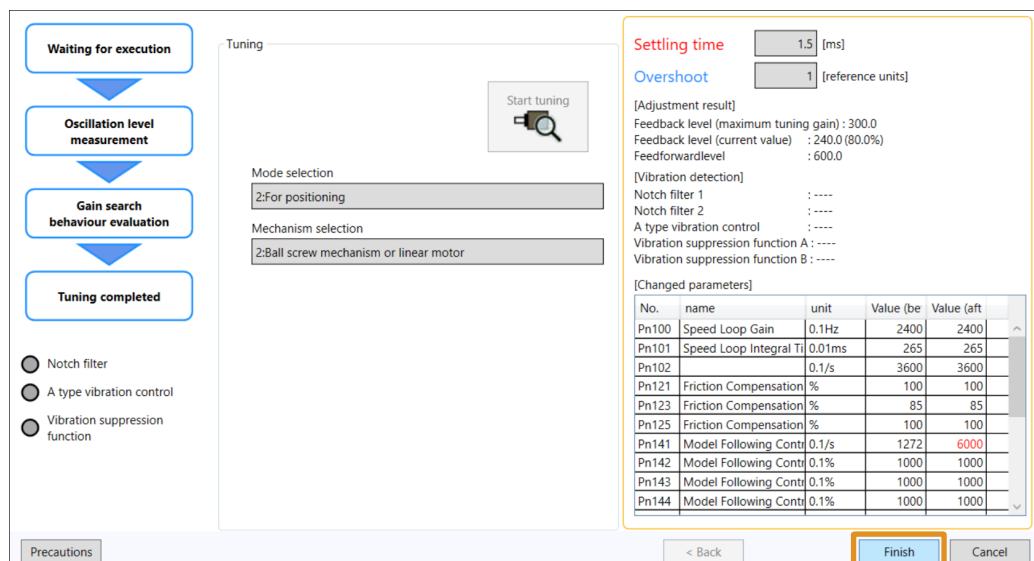 Waiting for execution
Oscillation level
measurement
Gain search
behaviour evaluation
Tuning completed
Notch filter
A type vibration control
Vibration suppression
function
Tuning
Start tuning
Mode selection
2:For positioning
Mechanism selection
2:Ball screw mechanism or linear motor
Settling time 1.5 [ms]
Overshoot 1 [reference units]
[Adjustment result]
Feedback level (maximum tuning gain) : 300.0
Feedback level (current value) : 240.0 (80.0%)
Feedforwardlevel : 600.0
[Vibration detection]
Notch filter 1 : ----
Notch filter 2 : ----
A type vibration control : ----
Vibration suppression function A : ----
Vibration suppression function B : ----
[Changed parameters]
No. name unit Value (be Value (aft
Pn100 Speed Loop Gain 0.1Hz 2400 2400
Pn101 Speed Loop Integral Ti 0.01ms 265 265
Pn102 0.1/s 3600 3600
Pn121 Friction Compensation % 100 100
Pn123 Friction Compensation % 85 85
Pn125 Friction Compensation % 100 100
Pn141 Model Following Contr 0.1/s 1272 6000
Pn142 Model Following Contr 0.1% 1000 1000
Pn143 Model Following Contr 0.1% 1000 1000
Pn144 Model Following Contr 0.1% 1000 1000
Precautions
< Back
Finish
Cancel